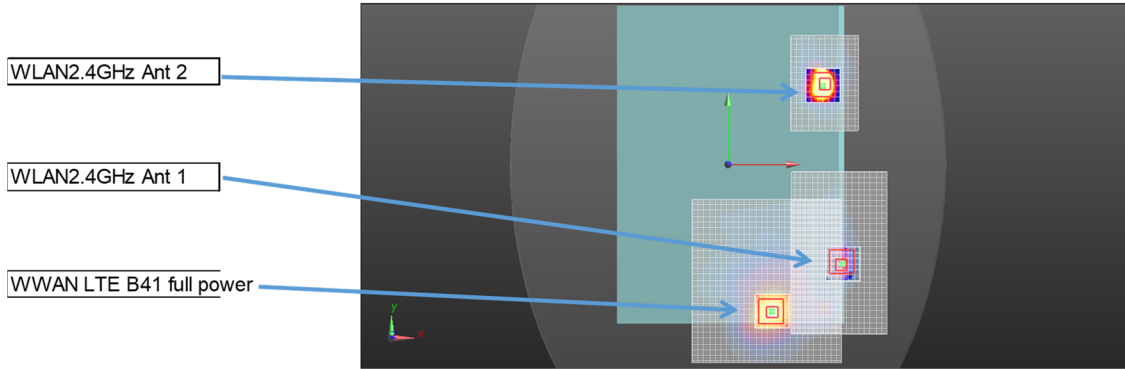 WLAN2.4GHz Ant 2
WLAN2.4GHz Ant 1
WWAN LTE B41 full power
y
x